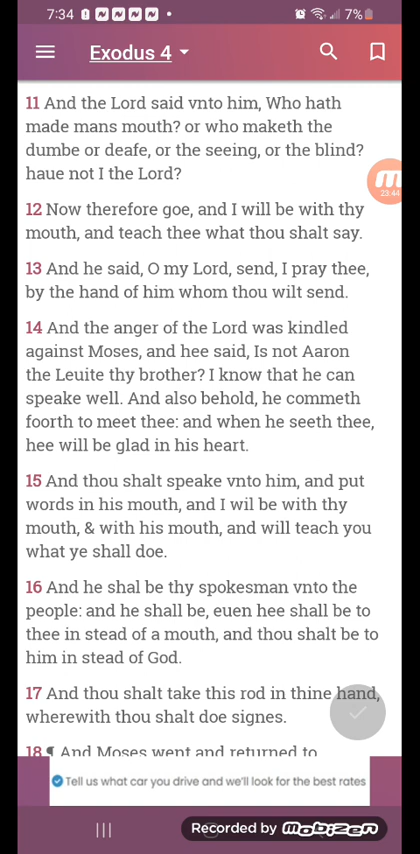 7:34
7%
Exodus 4
11 And the Lord said vnto him, Who hath
made mans mouth? or who maketh the
dumbe or deafe, or the seeing, or the blind?
haue not I the Lord?
23:44
12 Now therefore goe, and I will be with thy
mouth, and teach thee what thou shalt say.
13 And he said, O my Lord, send, I pray thee,
by the hand of him whom thou wilt send.
14 And the anger of the Lord was kindled
against Moses, and hee said, Is not Aaron
the Leuite thy brother? I know that he can
speake well. And also behold, he commeth
foorth to meet thee: and when he seeth thee,
hee will be glad in his heart.
15 And thou shalt speake vnto him, and put
words in his mouth, and I wil be with thy
mouth, & with his mouth, and will teach you
what ye shall doe.
16 And he shal be thy spokesman vnto the
people: and he shall be, euen hee shall be to
thee in stead of a mouth, and thou shalt be to
him in stead of God.
17 And thou shalt take this rod in thine hand,
wherewith thou shalt doe signes.
18 ¶ And Moses went and returned to
Tell us what car you drive and we'll look for the best rates
Recorded by mobizen